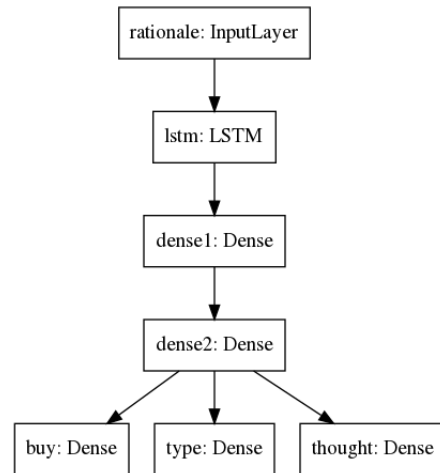 rationale: InputLayer
lstm: LSTM
dense1: Dense
dense2: Dense
buy: Dense
type: Dense
thought: Dense